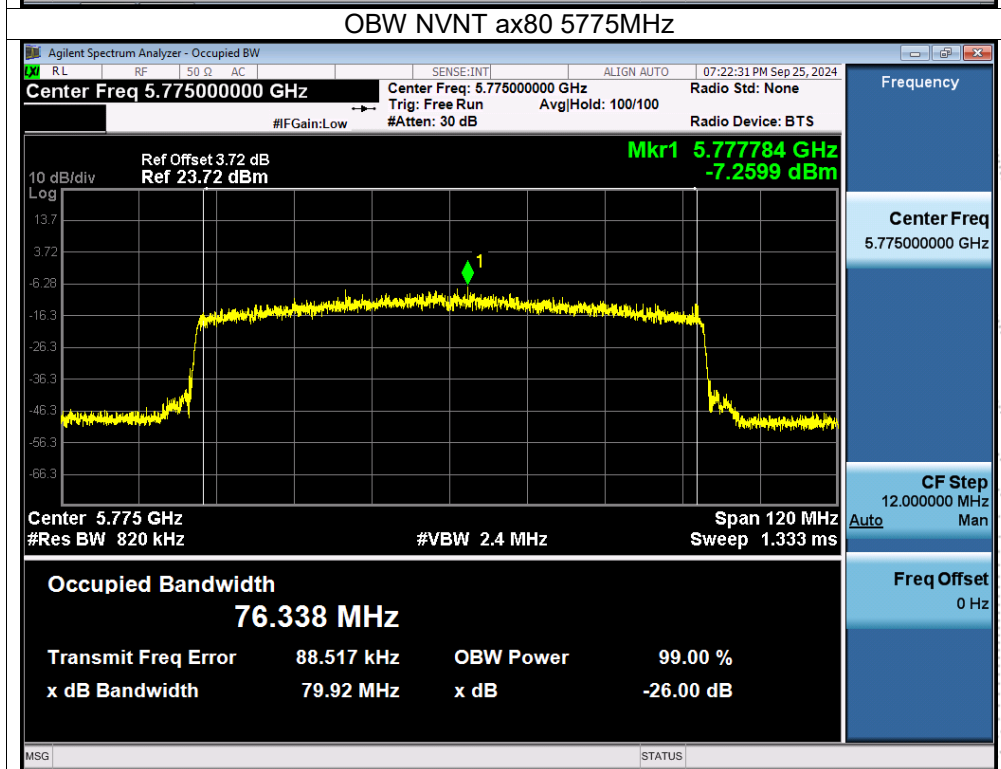 OBW NVNT ax80 5775MHz
Agilent Spectrum Analyzer - Occupied BW
LXI RL RF 50 Ω AC SENSE:INT ALIGN AUTO 07:22:31 PM Sep 25, 2024
Center Freq 5.775000000 GHz
Center Freq: 5.775000000 GHz
Radio Std: None
Trig: Free Run Avg|Hold: 100/100
#IFGain:Low #Atten: 30 dB Radio Device: BTS
Mkr1 5.777784 GHz
-7.2599 dBm
Ref Offset 3.72 dB
10 dB/div Ref 23.72 dBm
Log
13.7
3.72
-6.28
-16.3
-26.3
-36.3
-46.3
-56.3
-66.3
1
Center 5.775 GHz Span 120 MHz
#Res BW 820 kHz #VBW 2.4 MHz Sweep 1.333 ms
Occupied Bandwidth
76.338 MHz
Transmit Freq Error 88.517 kHz OBW Power 99.00 %
x dB Bandwidth 79.92 MHz x dB -26.00 dB
Frequency
Center Freq
5.775000000 GHz
CF Step
12.000000 MHz
Auto Man
Freq Offset
0 Hz
MSG STATUS